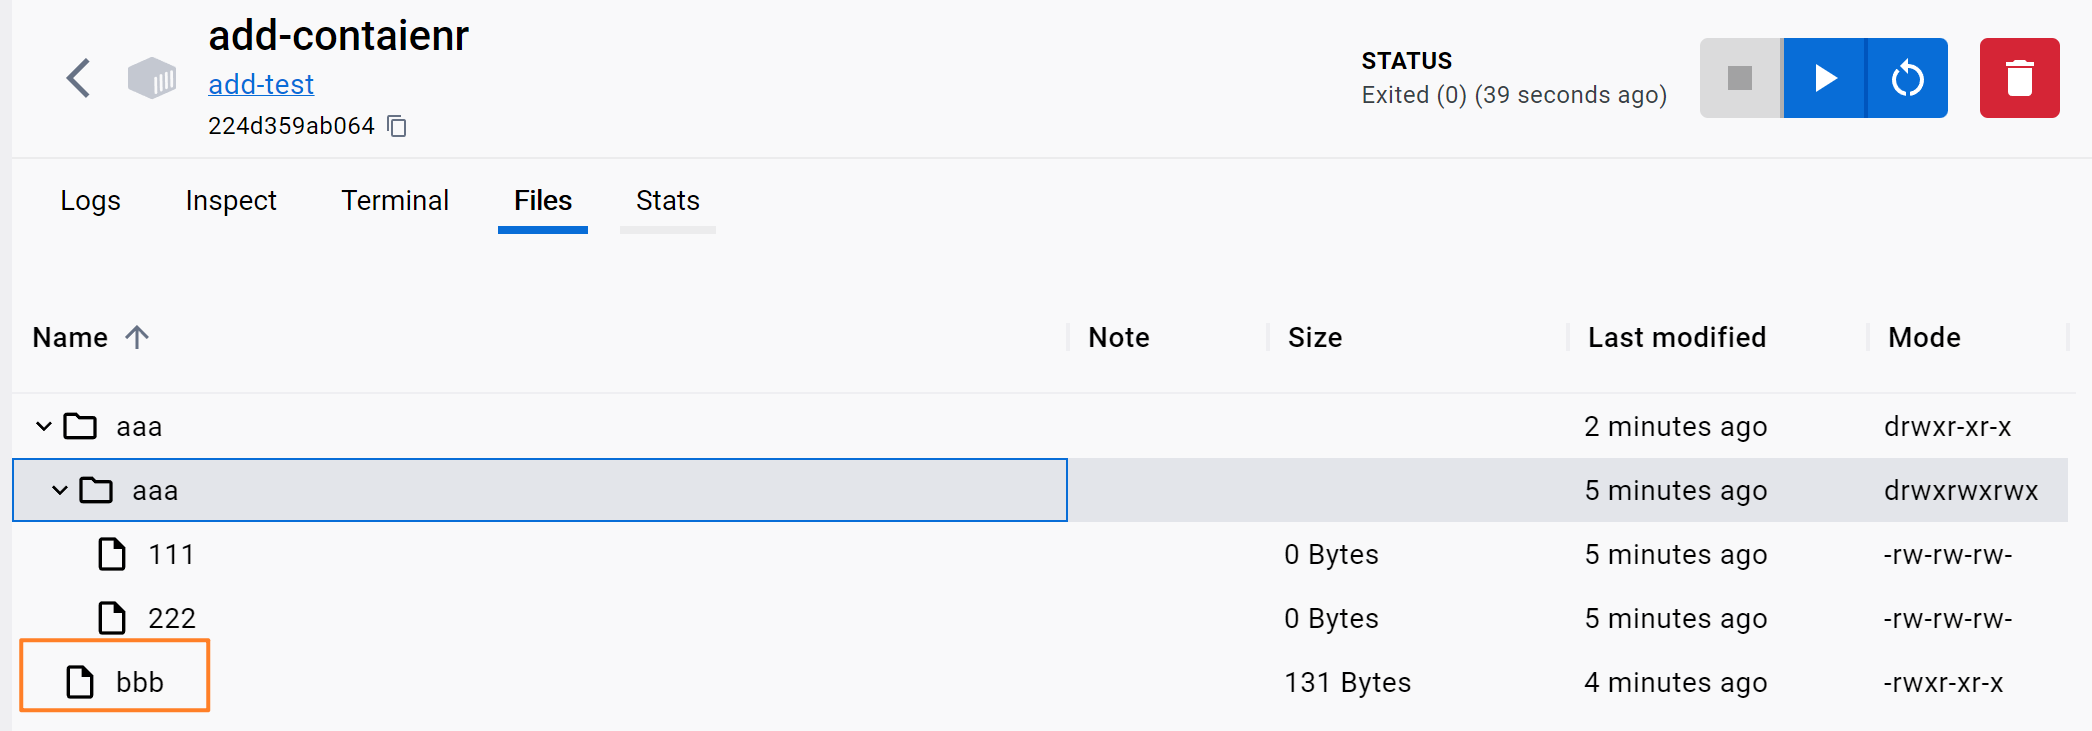 add-contaienr
add-test
224d359ab064
STATUS
Exited (0) (39 seconds ago)
Logs Inspect Terminal Files Stats
Name Note Size Last modified Mode
aaa 2 minutes ago drwxr-xr-x
aaa 5 minutes ago drwxrwxrwx
111 0 Bytes 5 minutes ago -rw-rw-rw-
222 0 Bytes 5 minutes ago -rw-rw-rw-
bbb 131 Bytes 4 minutes ago -rwxr-xr-x